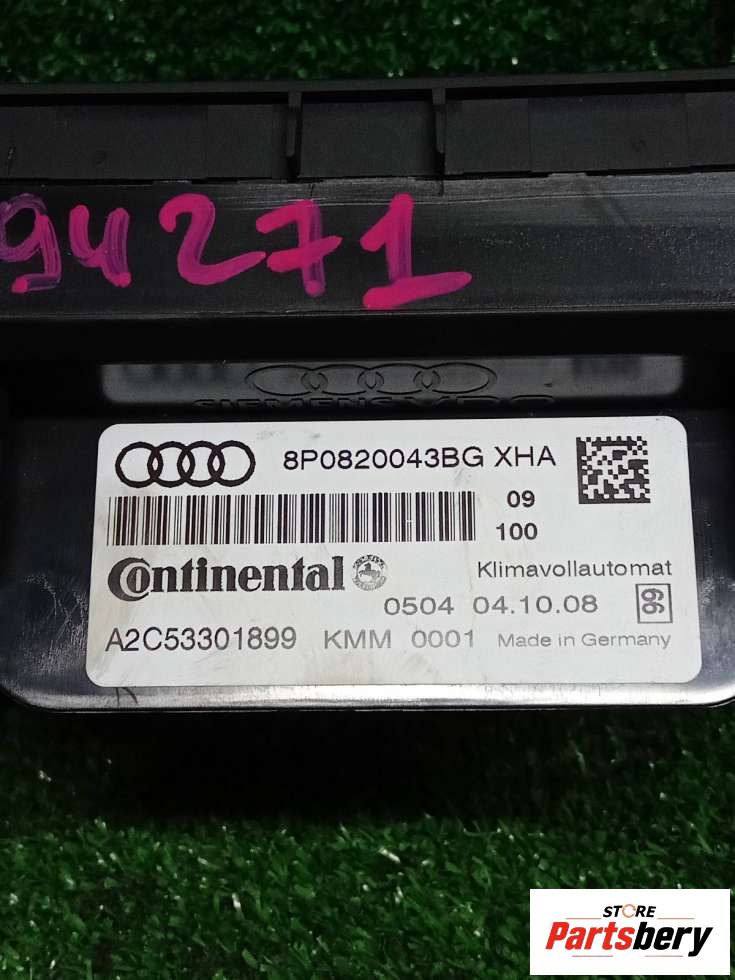 94271
8P0820043BG XHA
09
100
Continental
Klimavollautomat
0504 04.10.08
66
A2C53301899 KMM 0001 Made in Germany
STORE
Partsbery